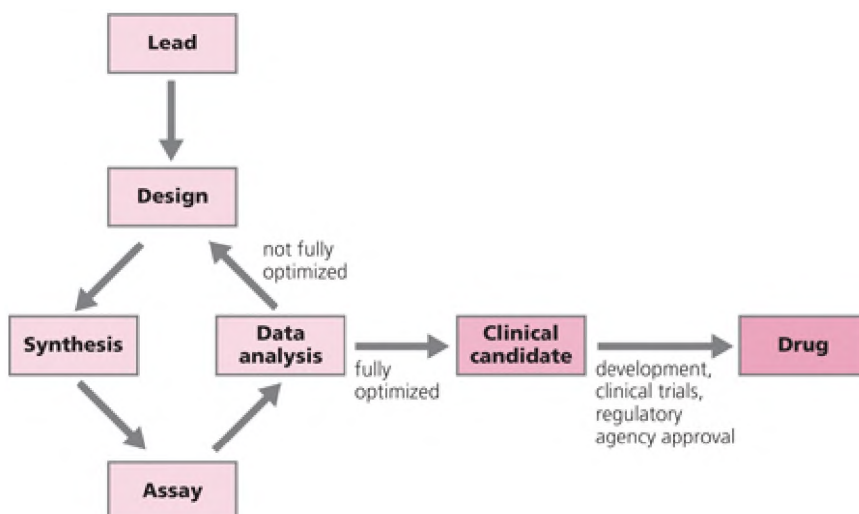 Lead
Design
not fully
optimized
Synthesis
Data
analysis
fully
optimized
Clinical
candidate
development,
clinical trials,
regulatory
agency approval
Drug
Assay